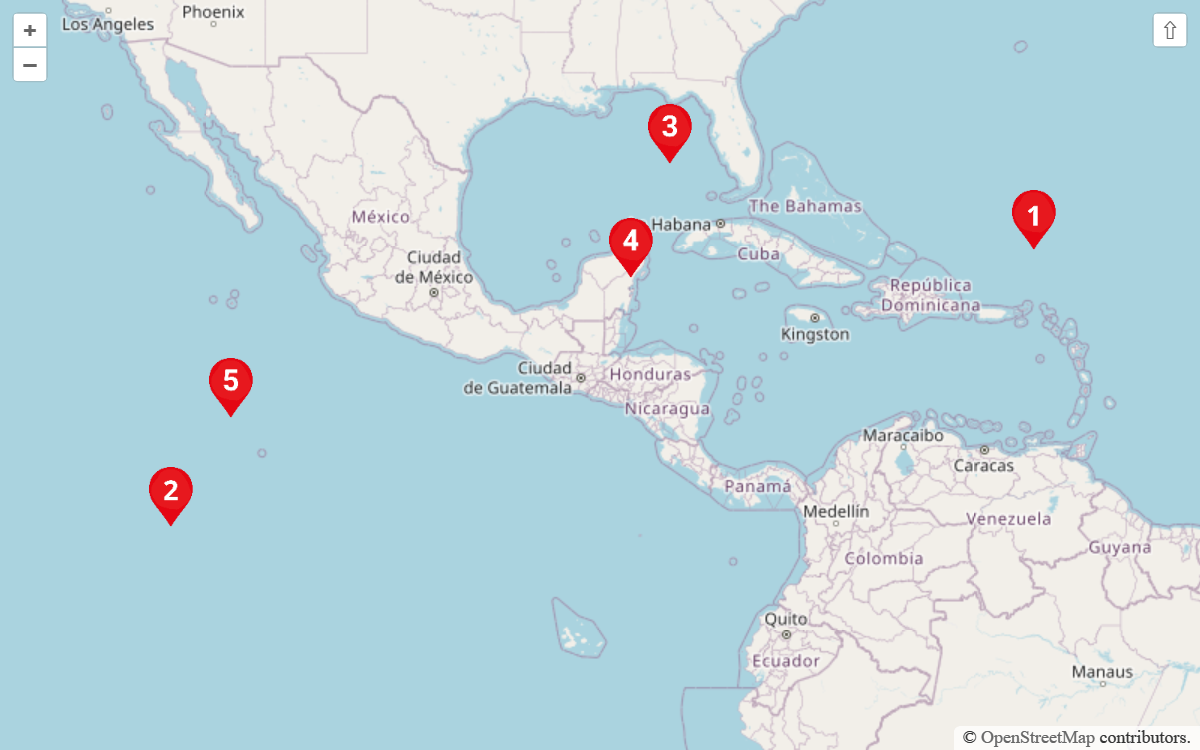 +
−
⇧
Los Angeles
Phoenix
3
The Bahamas
1
México
Habana
4
Cuba
Ciudad
de México
República
Dominicana
Kingston
5
Ciudad
de Guatemala
Honduras
Nicaragua
Maracaibo
Caracas
2
Panamá
Medellín
Venezuela
Colombia
Guyana
Quito
Ecuador
Manaus
© OpenStreetMap contributors.